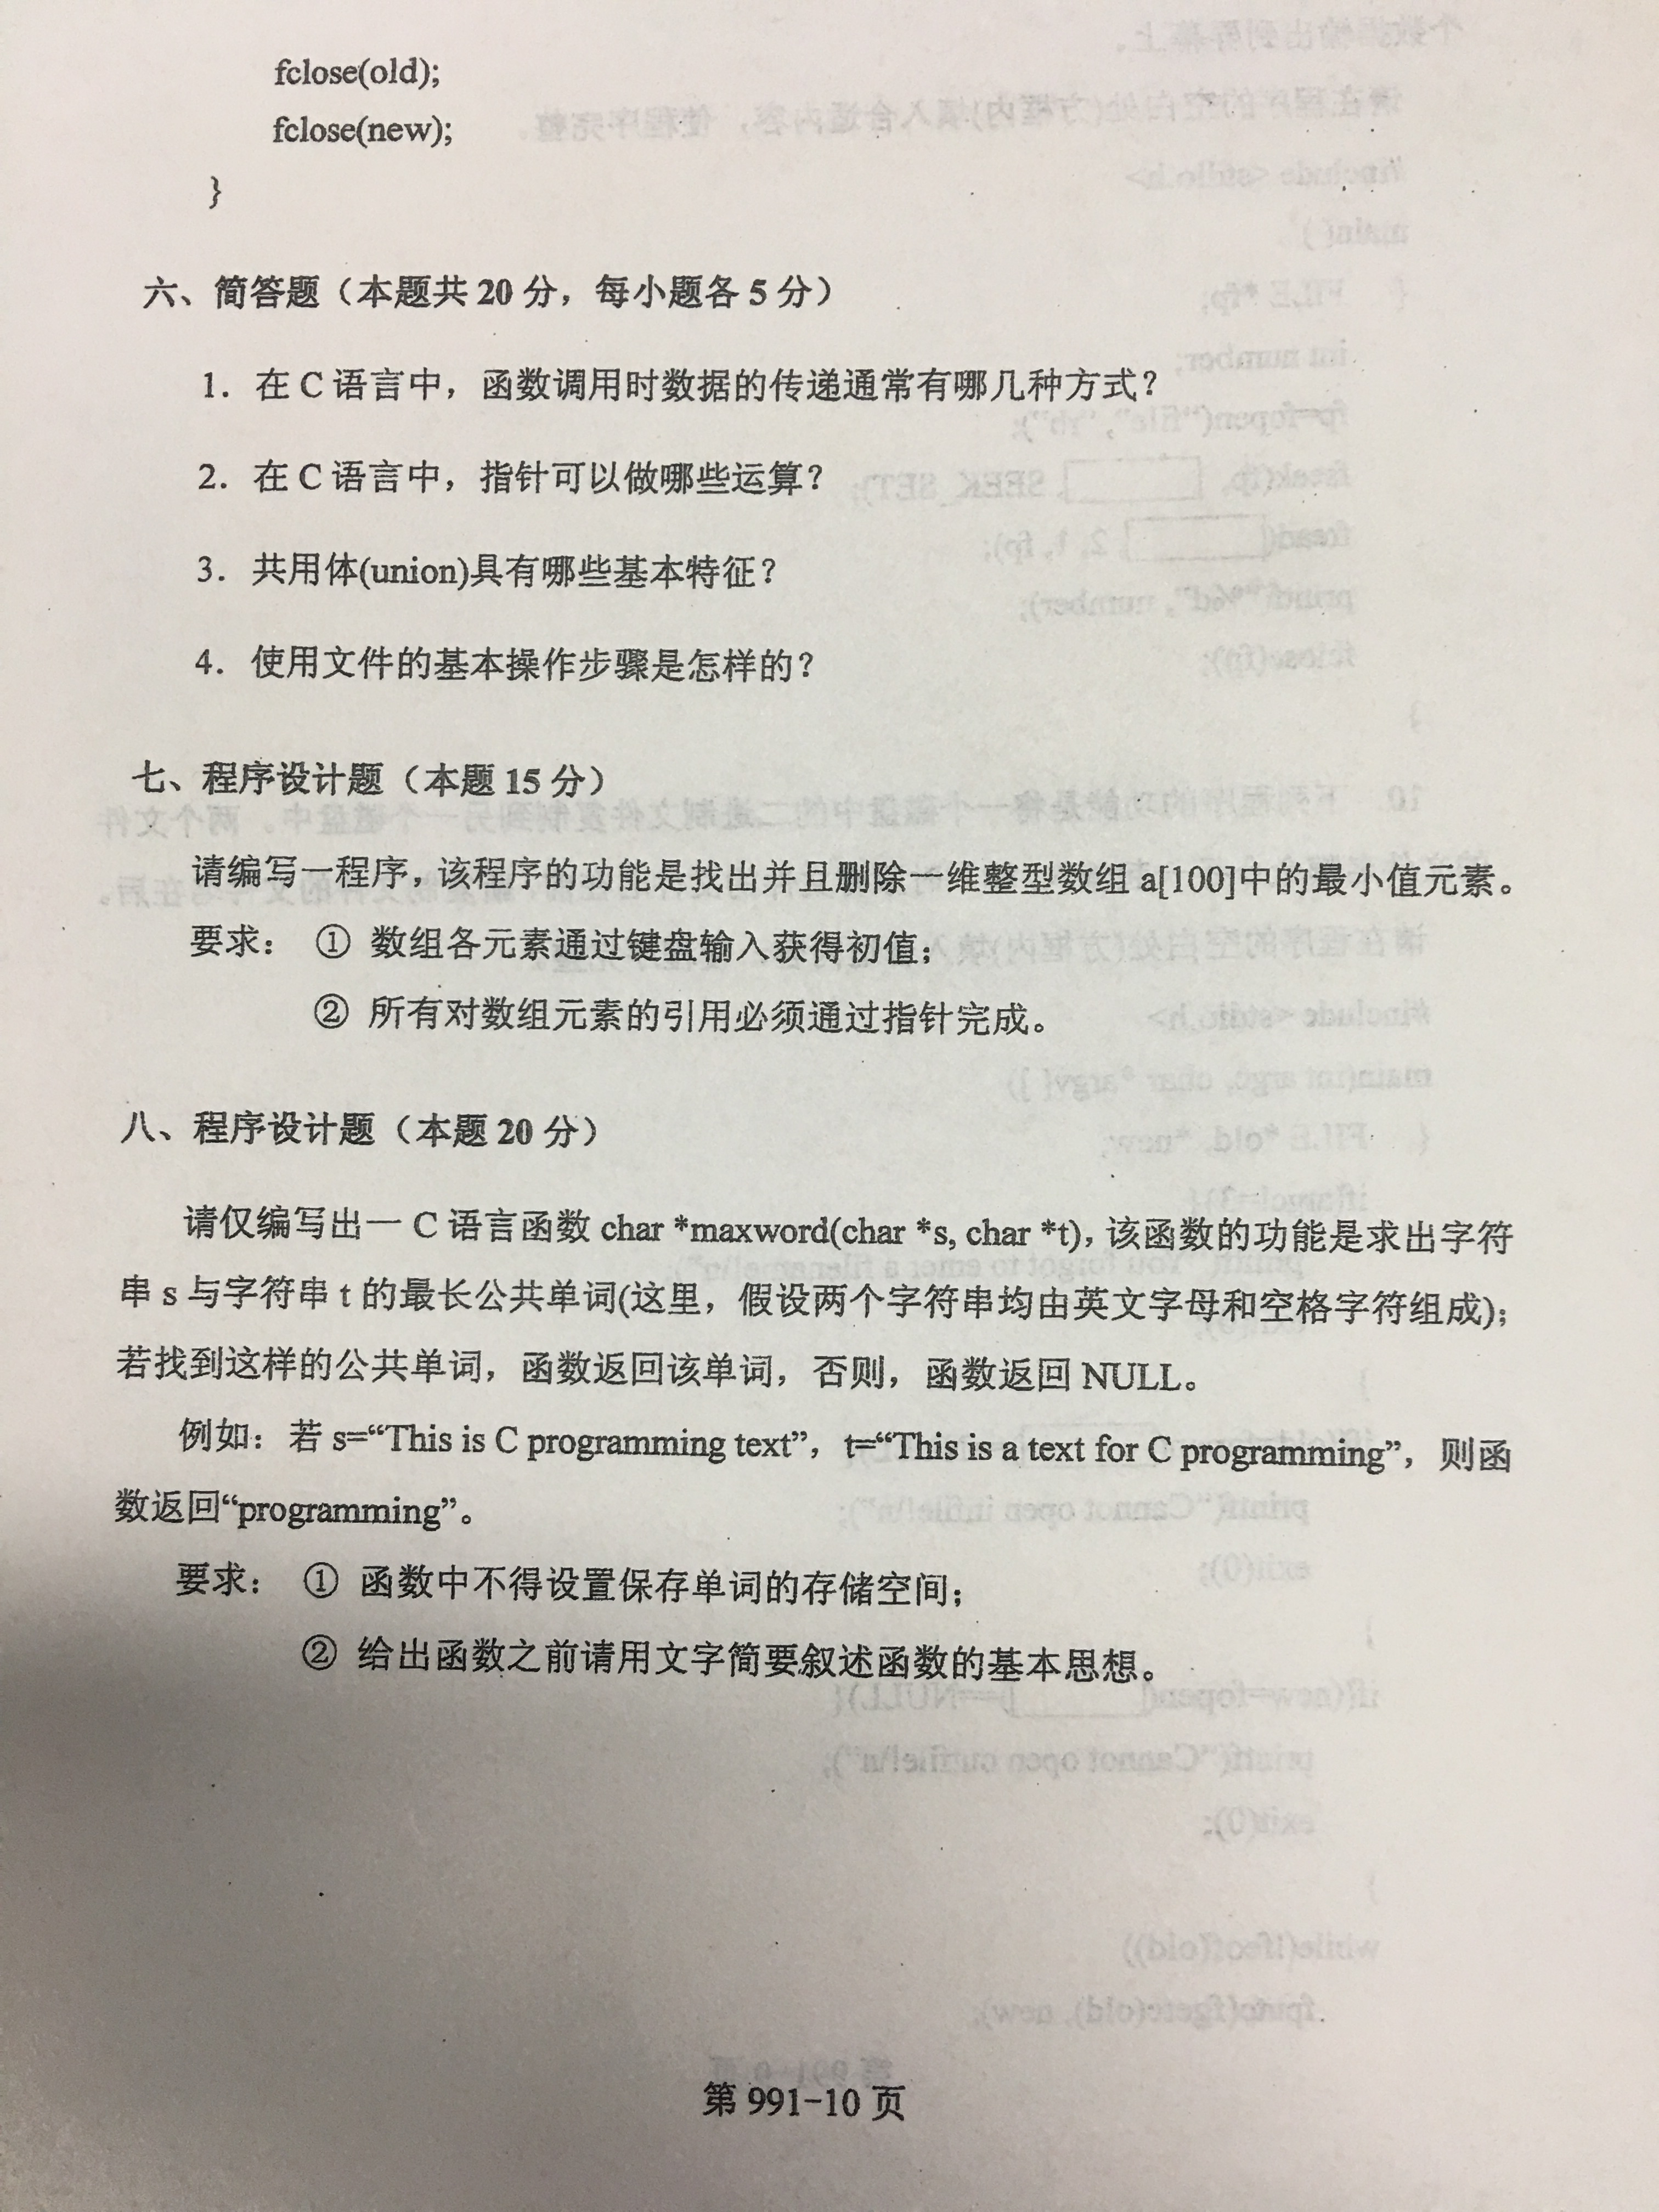 fclose(old);
fclose(new);
}
六、简答题（本题共 20 分，每小题各 5 分）
1. 在 C 语言中，函数调用时数据的传递通常有哪几种方式？
2. 在 C 语言中，指针可以做哪些运算？
3. 共用体(union)具有哪些基本特征？
4. 使用文件的基本操作步骤是怎样的？
七、程序设计题（本题 15 分）
请编写一程序，该程序的功能是找出并且删除一维整型数组 a[100]中的最小值元素。
要求： ① 数组各元素通过键盘输入获得初值；
② 所有对数组元素的引用必须通过指针完成。
八、程序设计题（本题 20 分）
请仅编写出一 C 语言函数 char *maxword(char *s, char *t)，该函数的功能是求出字符
串 s 与字符串 t 的最长公共单词(这里，假设两个字符串均由英文字母和空格字符组成)；
若找到这样的公共单词，函数返回该单词，否则，函数返回 NULL。
例如：若 s=“This is C programming text”，t=“This is a text for C programming”，则函
数返回“programming”。
要求： ① 函数中不得设置保存单词的存储空间；
② 给出函数之前请用文字简要叙述函数的基本思想。
第 991-10 页